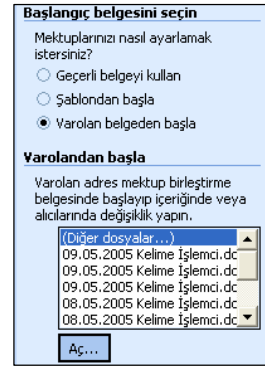 Başlangıç belgesini seçin
Mektuplarınızı nasıl ayarlamak
istersiniz?
Geçerli belgeyi kullan
Şablondan başla
Varolan belgeden başla
Varolandan başla
Varolan adres mektup birleştirme
belgesinde başlayıp içeriğinde veya
alıcılarında değişiklik yapın.
(Diğer dosyalar...)
09.05.2005 Kelime İşlemci.dc
09.05.2005 Kelime İşlemci.dc
09.05.2005 Kelime İşlemci.dc
08.05.2005 Kelime İşlemci.dc
08.05.2005 Kelime İşlemci.dc
Aç...